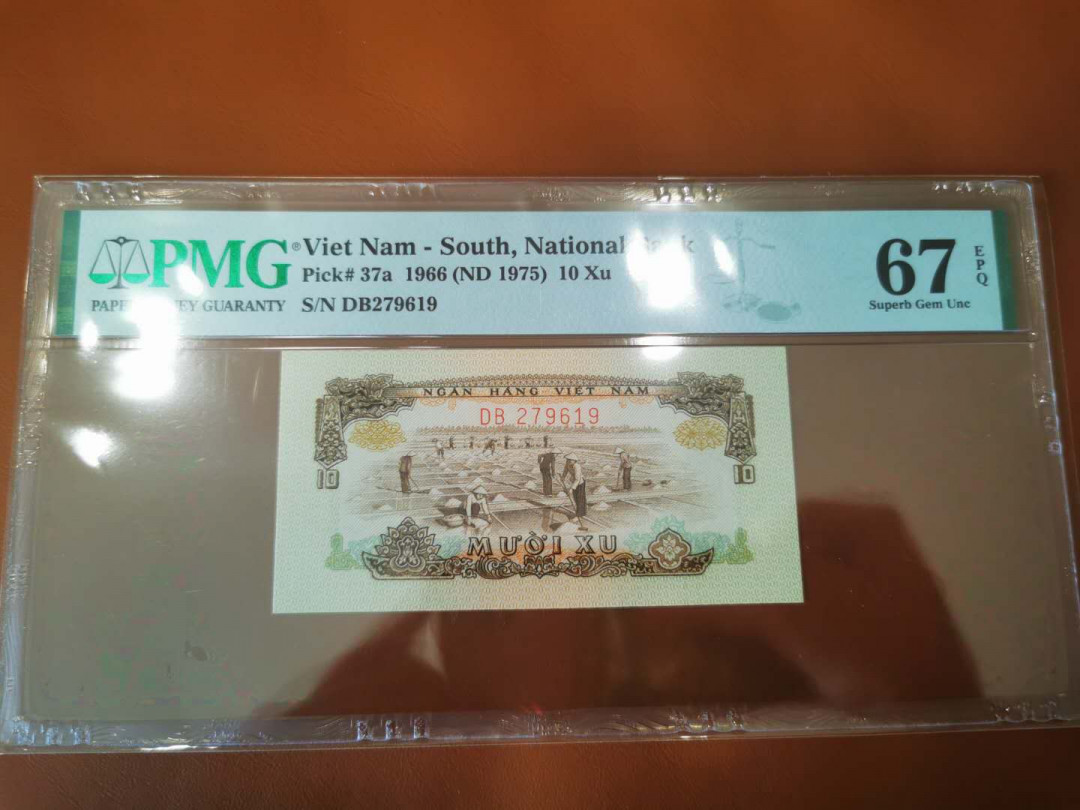 PMG® Viet Nam - South, National
Pick# 37a 1966 (ND 1975) 10 Xu
GUARANTY S/N DB279619
67 EPQ
Superb Gem Unc
NGÂN HÀNG VIỆT NAM
DB 279619
10 10
MƯỜI XU